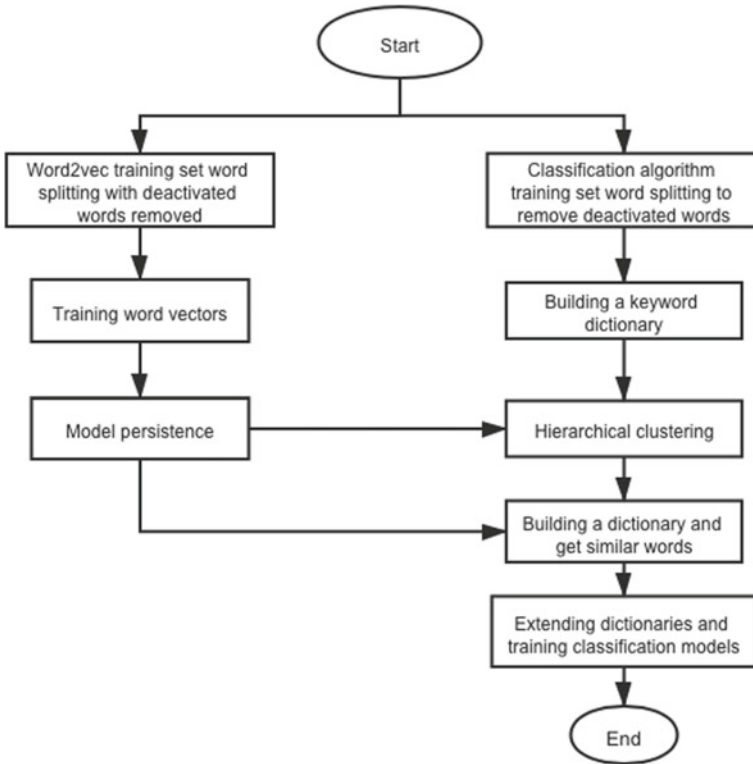 Start
Word2vec training set word
splitting with deactivated
words removed
Classification algorithm
training set word splitting to
remove deactivated words
Training word vectors
Building a keyword
dictionary
Model persistence
Hierarchical clustering
Building a dictionary and
get similar words
Extending dictionaries and
training classification models
End